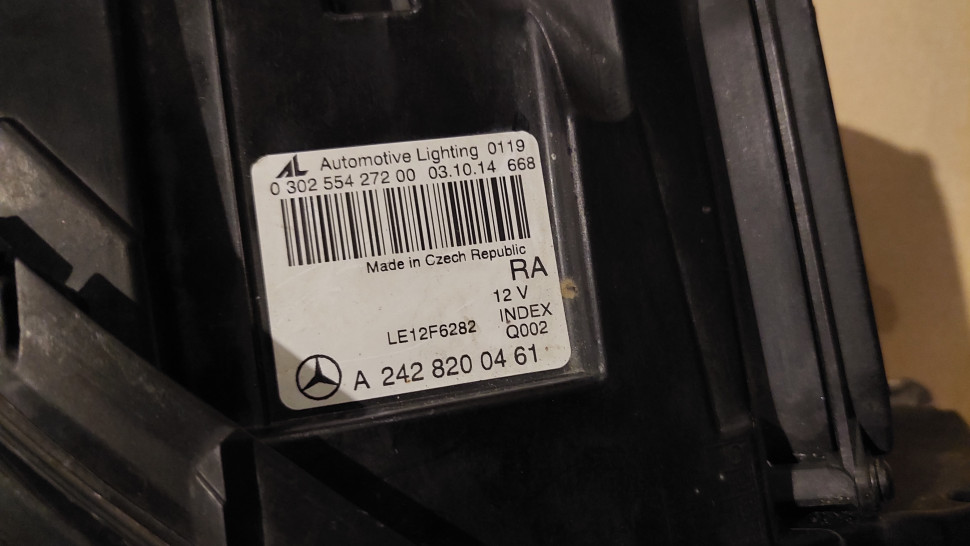 AL Automotive Lighting 0119
0 302 554 272 00 03.10.14 668
Made in Czech Republic
RA
12 V
INDEX
LE12F6282 Q002
A 242 820 04 61